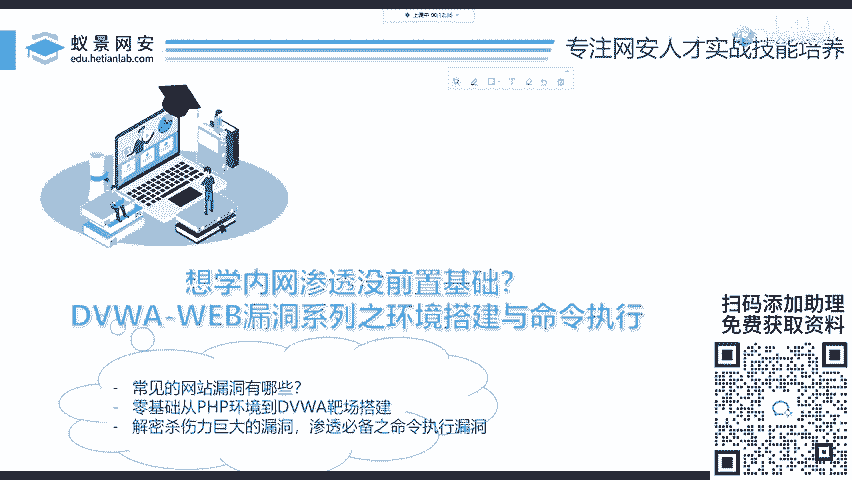 蚁景网安
edu.hetianlab.com
专注网安人才实战技能培养
想学内网渗透没前置基础？
DVWA-WEB漏洞系列之环境搭建与命令执行
- 常见的网站漏洞有哪些？
- 零基础从PHP环境到DVWA靶场搭建
- 解密杀伤力巨大的漏洞，渗透必备之命令执行漏洞
扫码添加助理
免费获取资料